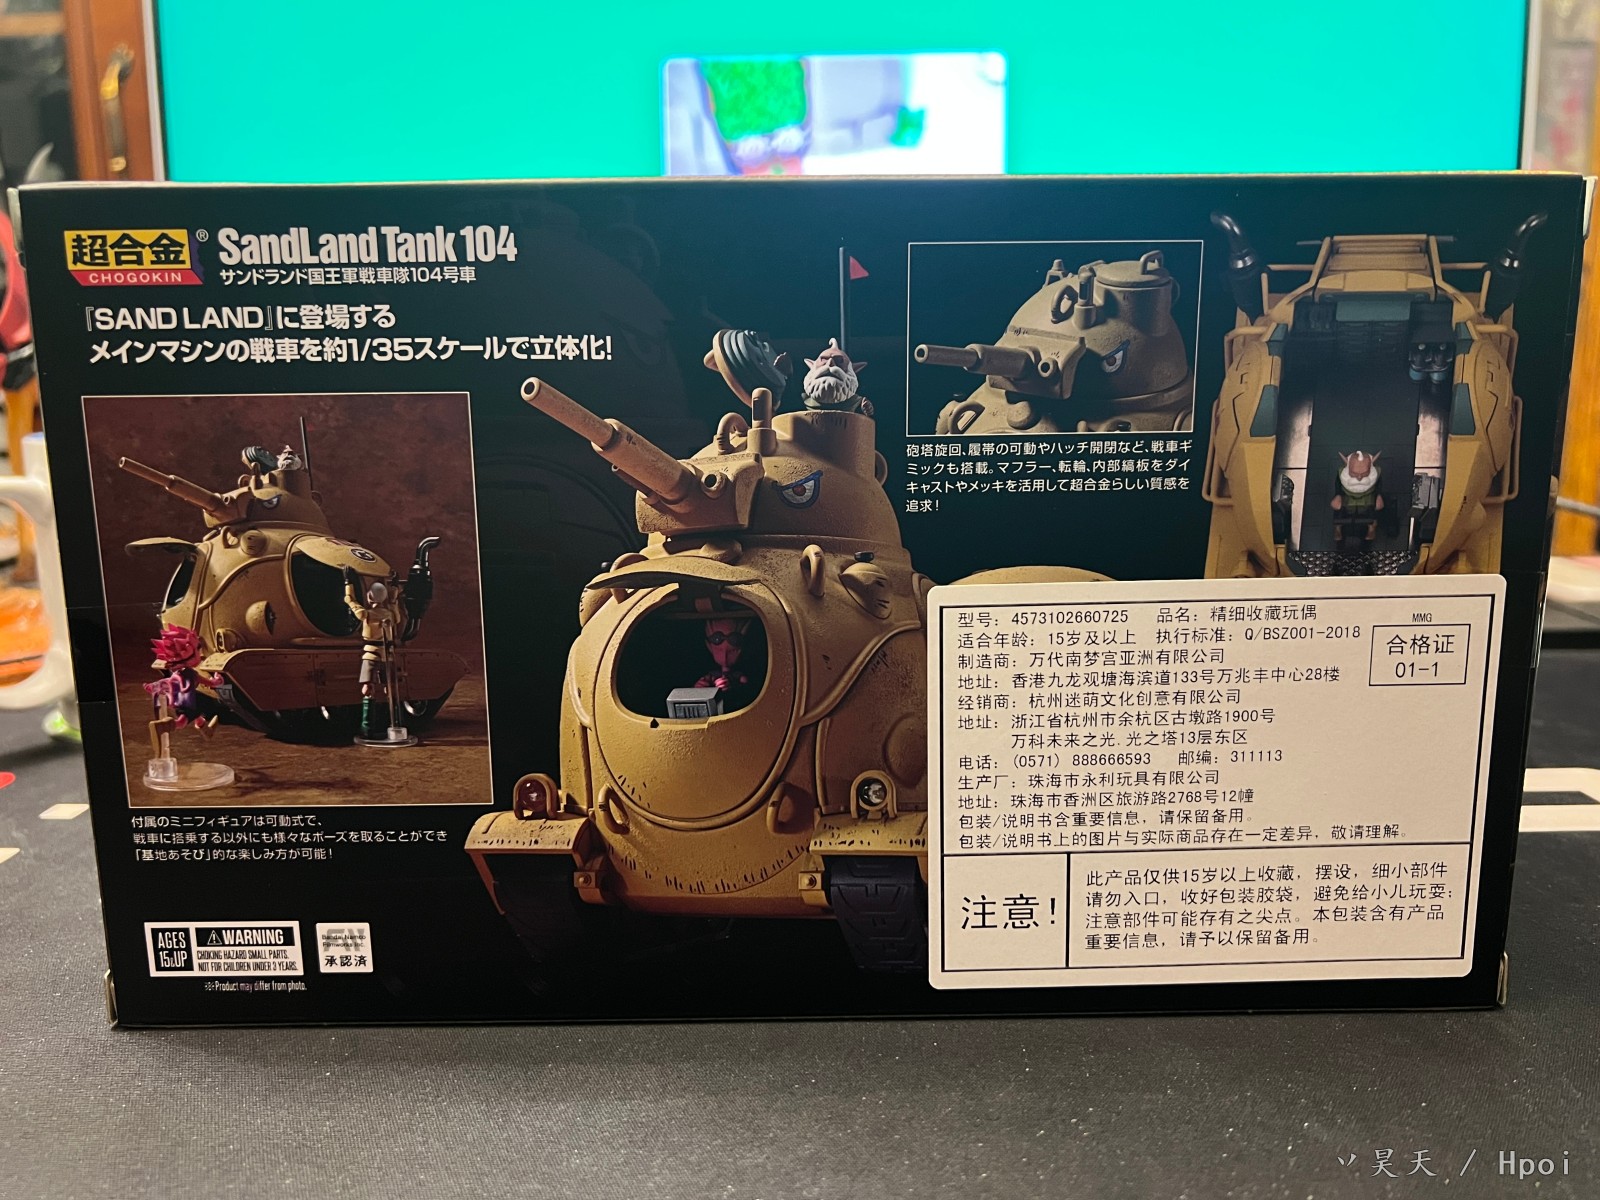 超合金®
CHOGOKIN
SandLand Tank 104
サンドランド国王軍戦車隊104号車
『SAND LAND』に登場する
メインマシンの戦車を約1/35スケールで立体化!
砲塔旋回、履帯の可動やハッチ開閉など、戦車ギ
ミックも搭載。マフラー、転輪、内部縞板をダイ
キャストやメッキを活用して超合金らしい質感を
追求!
付属のミニフィギュアは可動式で、
戦車に搭乗する以外にも様々なポーズを取ることができ
「基地あそび」的な楽しみ方が可能!
AGES
15&UP
⚠WARNING
CHOKING HAZARD SMALL PARTS.
NOT FOR CHILDREN UNDER 3 YEARS.
※Product may differ from photo.
Bandai Namco
Filmworks Inc.
承認済
型号: 4573102660725 品名: 精细收藏玩偶
适合年龄: 15岁及以上 执行标准: Q/BSZ001-2018
制造商: 万代南梦宫亚洲有限公司
地址: 香港九龙观塘海滨道133号万兆丰中心28楼
经销商: 杭州迷萌文化创意有限公司
地址: 浙江省杭州市余杭区古墩路1900号
万科未来之光.光之塔13层东区
电话: (0571) 888666593 邮编: 311113
生产厂: 珠海市永利玩具有限公司
地址: 珠海市香洲区旅游路2768号12幢
包装/说明书含重要信息, 请保留备用。
包装/说明书上的图片与实际商品存在一定差异, 敬请理解。
MMG
合格证
01-1
注意!
此产品仅供15岁以上收藏, 摆设, 细小部件
请勿入口, 收好包装胶袋, 避免给小儿玩耍;
注意部件可能存有之尖点。本包装含有产品
重要信息, 请予以保留备用。
丷昊天 / Hpoi